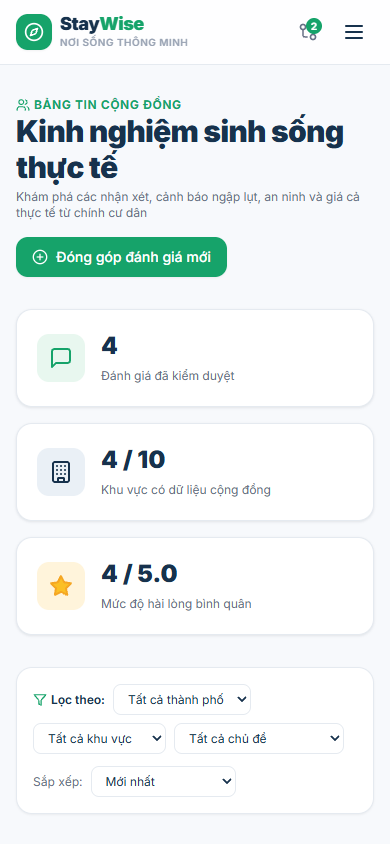 StayWise
NƠI SỐNG THÔNG MINH
2
BẢNG TIN CỘNG ĐỒNG
Kinh nghiệm sinh sống
thực tế
Khám phá các nhận xét, cảnh báo ngập lụt, an ninh và giá cả
thực tế từ chính cư dân
Đóng góp đánh giá mới
4
Đánh giá đã kiểm duyệt
4 / 10
Khu vực có dữ liệu cộng đồng
4 / 5.0
Mức độ hài lòng bình quân
Lọc theo: Tất cả thành phố
Tất cả khu vực Tất cả chủ đề
Sắp xếp: Mới nhất